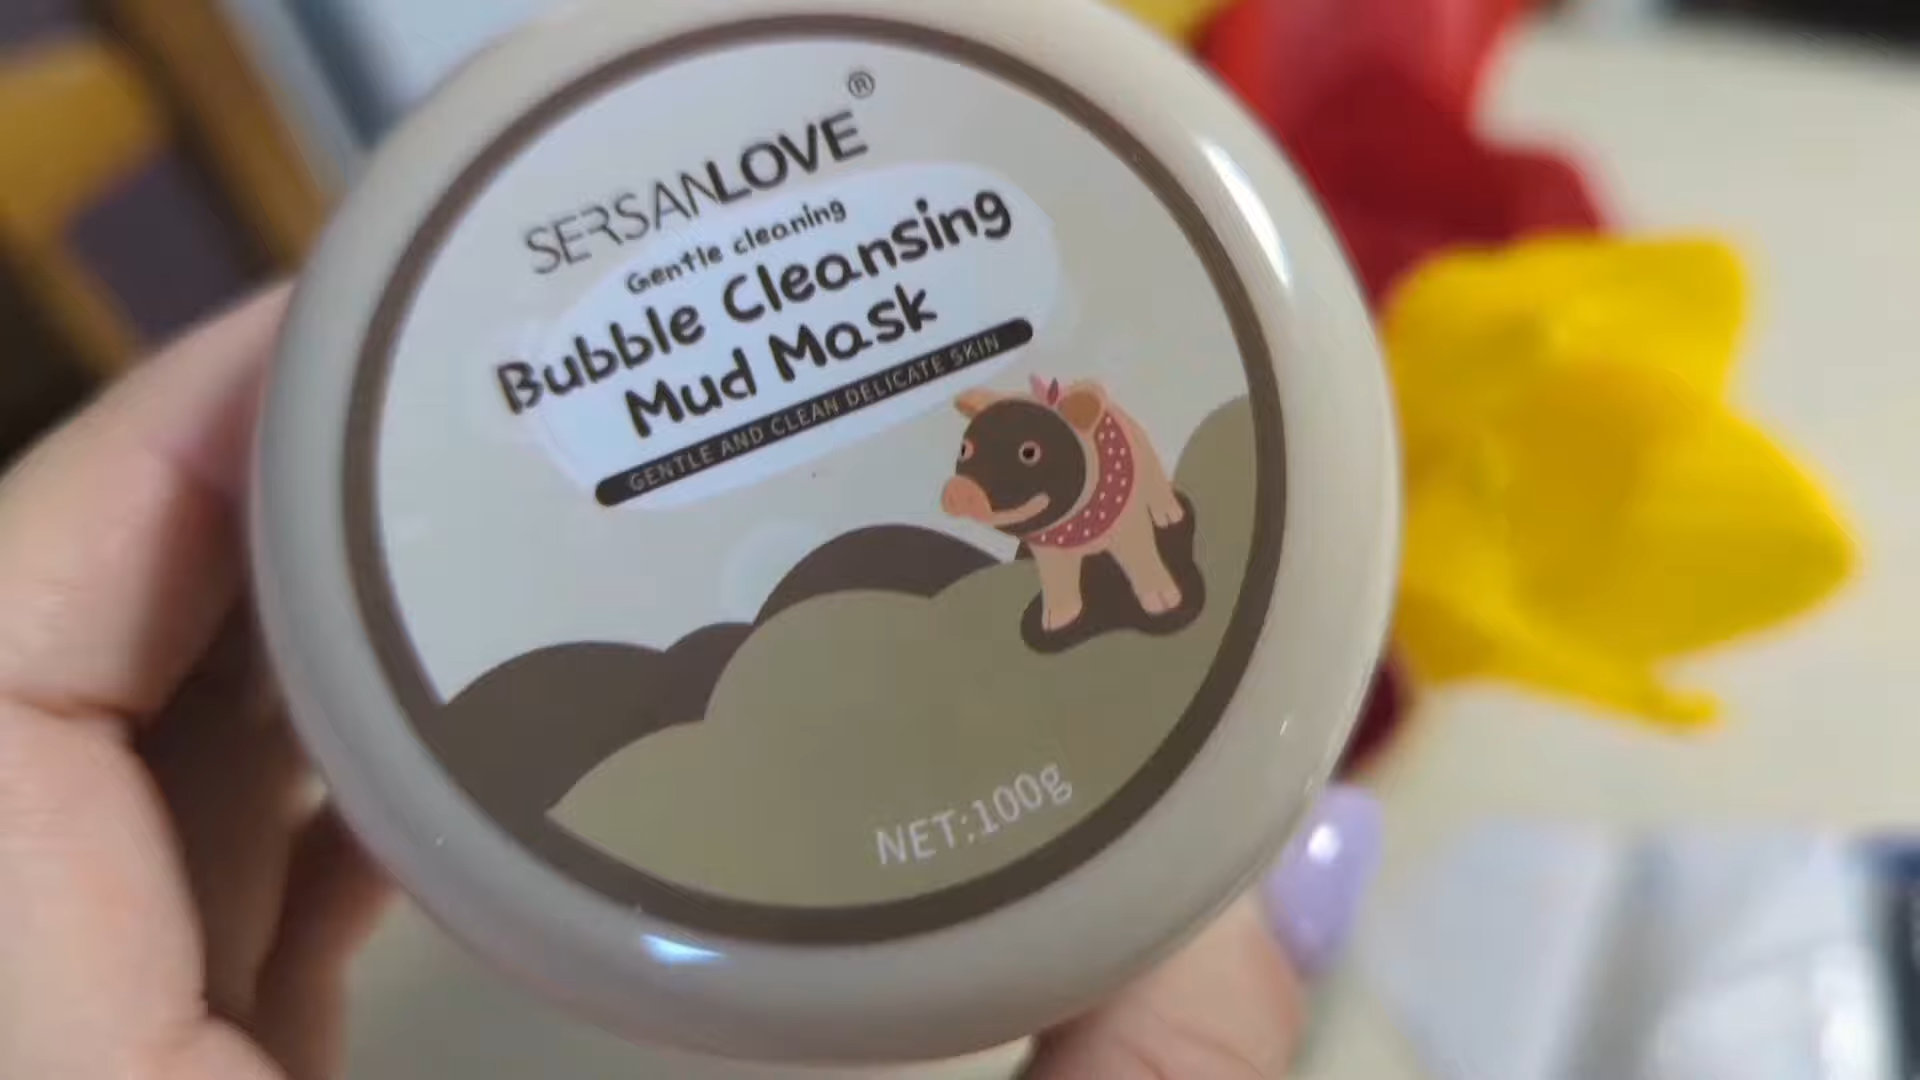 SERSANLOVE®
Gentle cleaning
Bubble Cleansing
Mud Mask
GENTLE AND CLEAN DELICATE SKIN
NET:100g